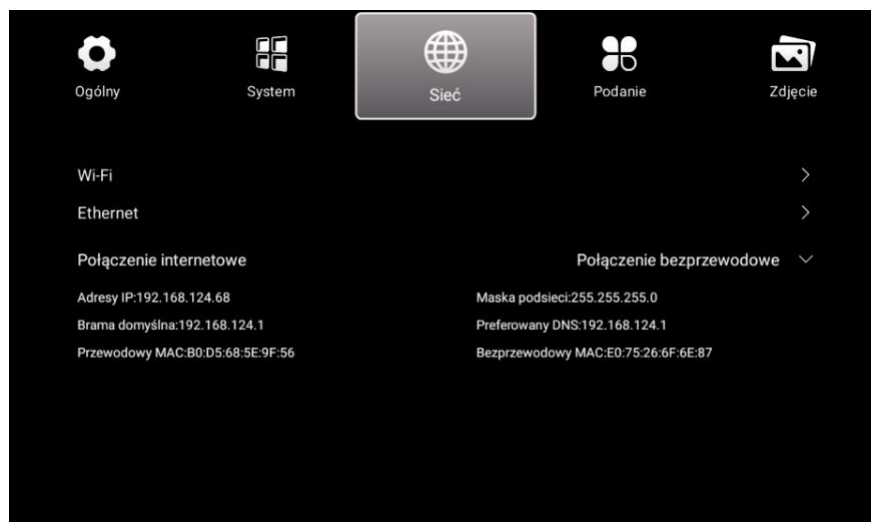 Ogólny System Sieć Podanie Zdjęcie
Wi-Fi
Ethernet
Połączenie internetowe Połączenie bezprzewodowe
Adresy IP:192.168.124.68 Maska podsieci:255.255.255.0
Brama domyślna:192.168.124.1 Preferowany DNS:192.168.124.1
Przewodowy MAC:B0:D5:68:5E:9F:56 Bezprzewodowy MAC:E0:75:26:6F:6E:87